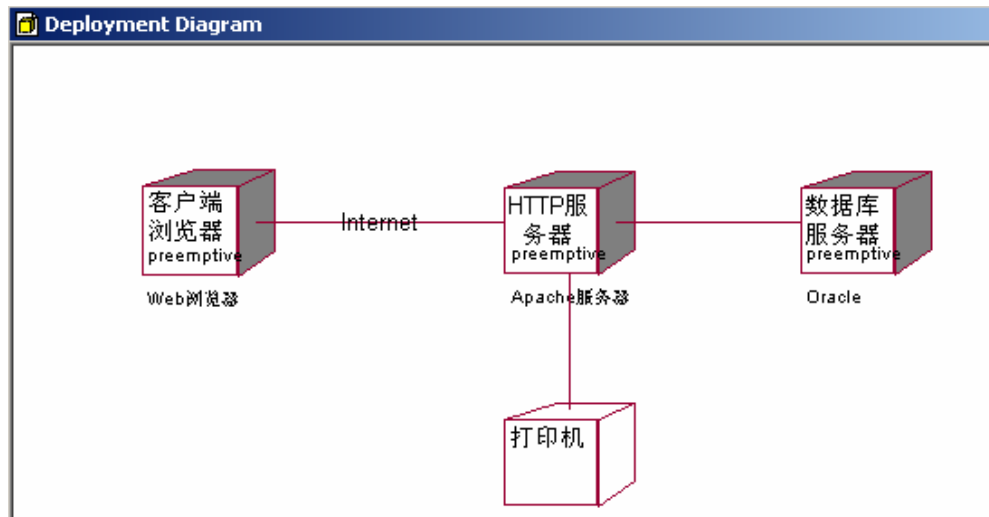 Deployment Diagram
客户端
浏览器
preemptive
Web浏览器
Internet
HTTP服
务器
preemptive
Apache服务器
数据库
服务器
preemptive
Oracle
打印机